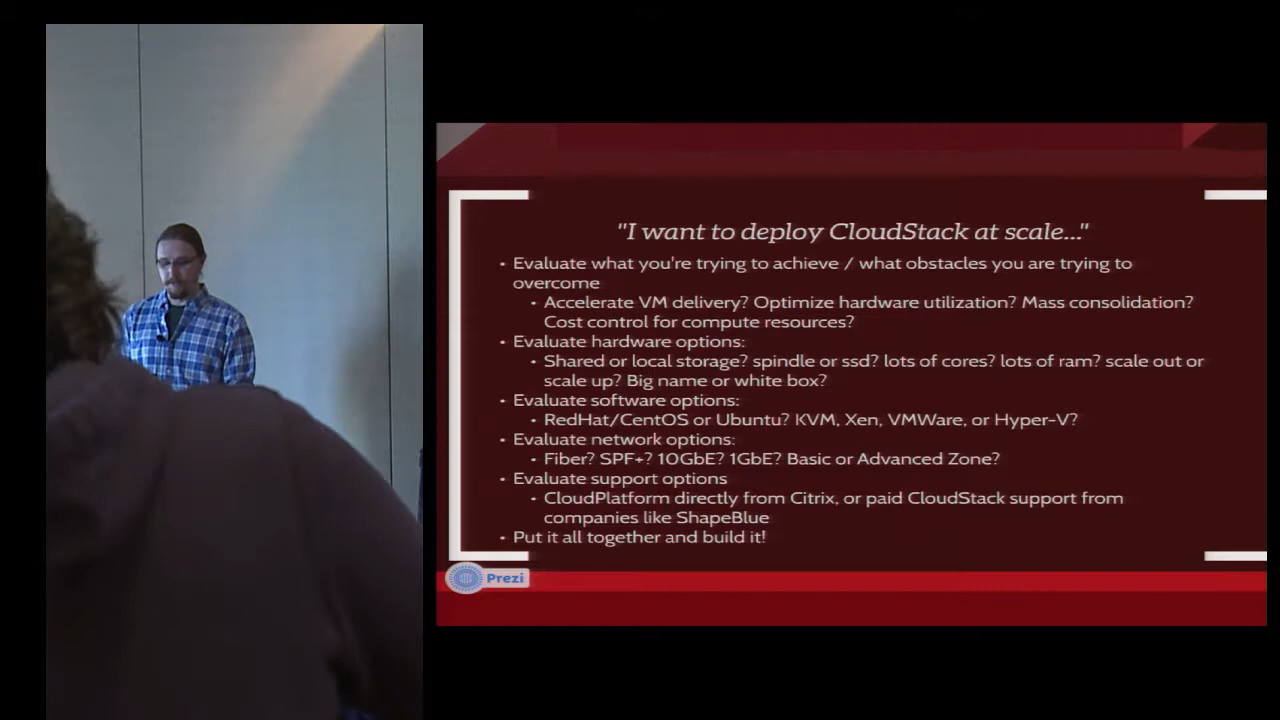 "I want to deploy CloudStack at scale..."
• Evaluate what you're trying to achieve / what obstacles you are trying to
overcome
• Accelerate VM delivery? Optimize hardware utilization? Mass consolidation?
Cost control for compute resources?
• Evaluate hardware options:
• Shared or local storage? spindle or ssd? lots of cores? lots of ram? scale out or
scale up? Big name or white box?
• Evaluate software options:
• RedHat/CentOS or Ubuntu? KVM, Xen, VMWare, or Hyper-V?
• Evaluate network options:
• Fiber? SPF+? 10GbE? 1GbE? Basic or Advanced Zone?
• Evaluate support options
• CloudPlatform directly from Citrix, or paid CloudStack support from
companies like ShapeBlue
• Put it all together and build it!
Prezi